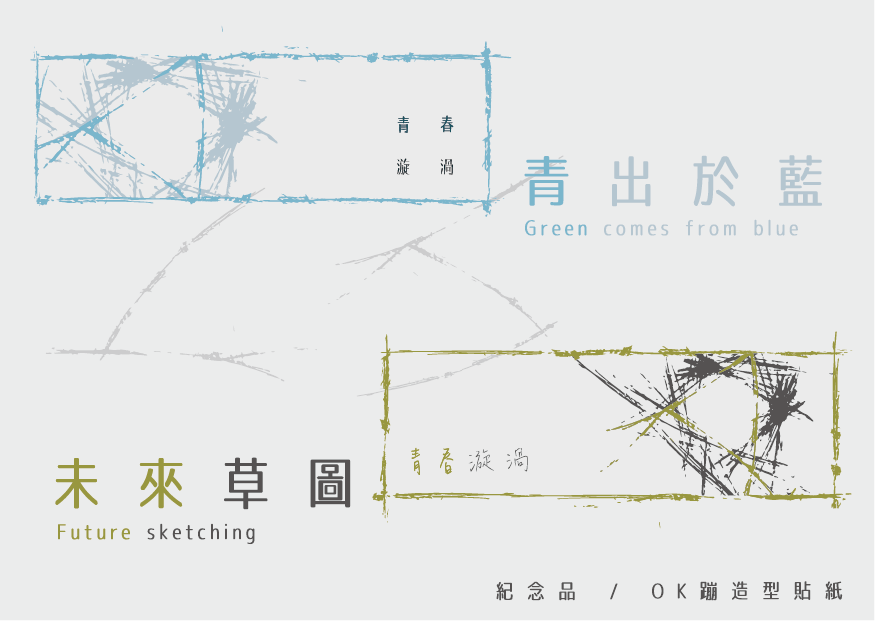 青春
漩渦
青出於藍
Green comes from blue
青春漩渦
未來草圖
Future sketching
紀念品 / OK蹦造型貼紙